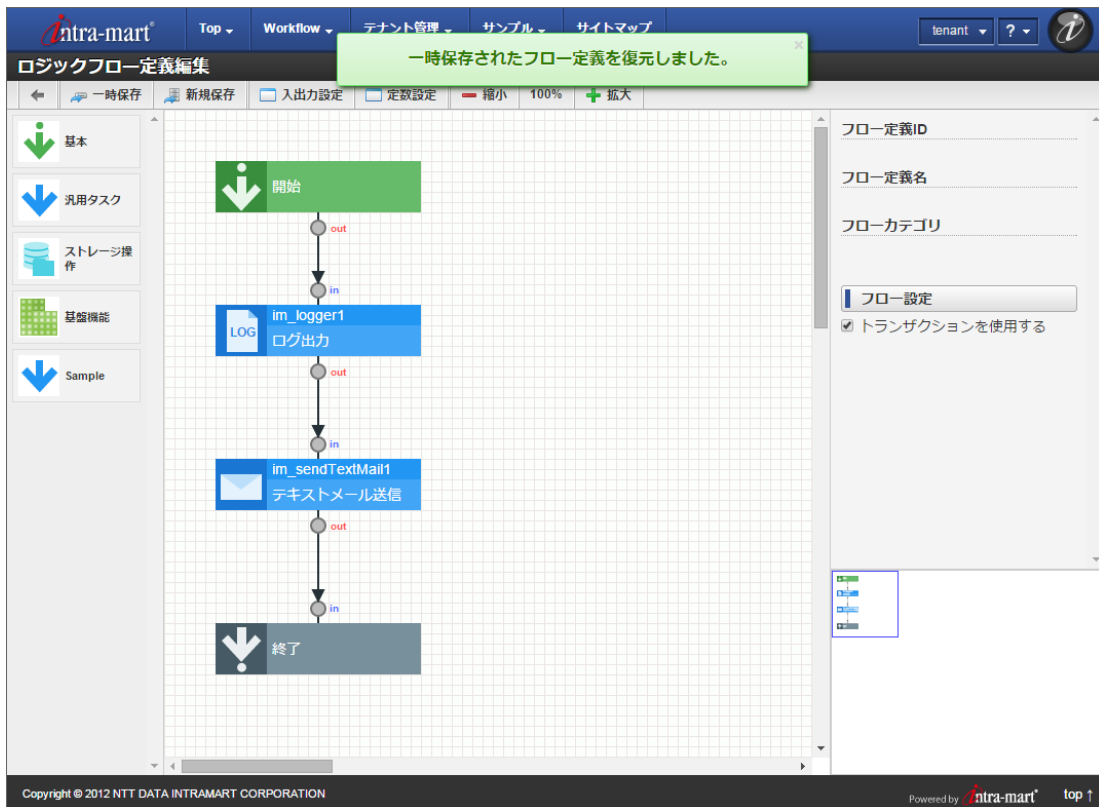 intra-mart
Top
Workflow
テナント管理
サンプル
サイトマップ
tenant
?
一時保存されたフロー定義を復元しました。
×
ロジックフロー定義編集
一時保存
新規保存
入出力設定
定数設定
縮小
100%
拡大
基本
汎用タスク
ストレージ操
作
基盤機能
Sample
開始
out
in
im_logger1
LOG
ログ出力
out
in
im_sendTextMail1
テキストメール送信
out
in
終了
フロー定義ID
フロー定義名
フローカテゴリ
フロー設定
トランザクションを使用する
Copyright © 2012 NTT DATA INTRAMART CORPORATION
Powered by intra-mart
top ↑